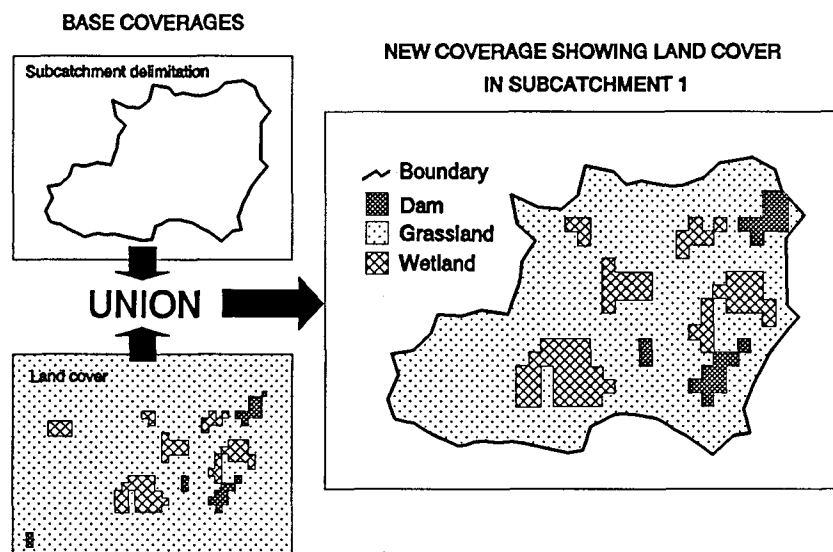 BASE COVERAGES
Subcatchment delimitation
UNION
Land cover
NEW COVERAGE SHOWING LAND COVER
IN SUBCATCHMENT 1
Boundary
Dam
Grassland
Wetland